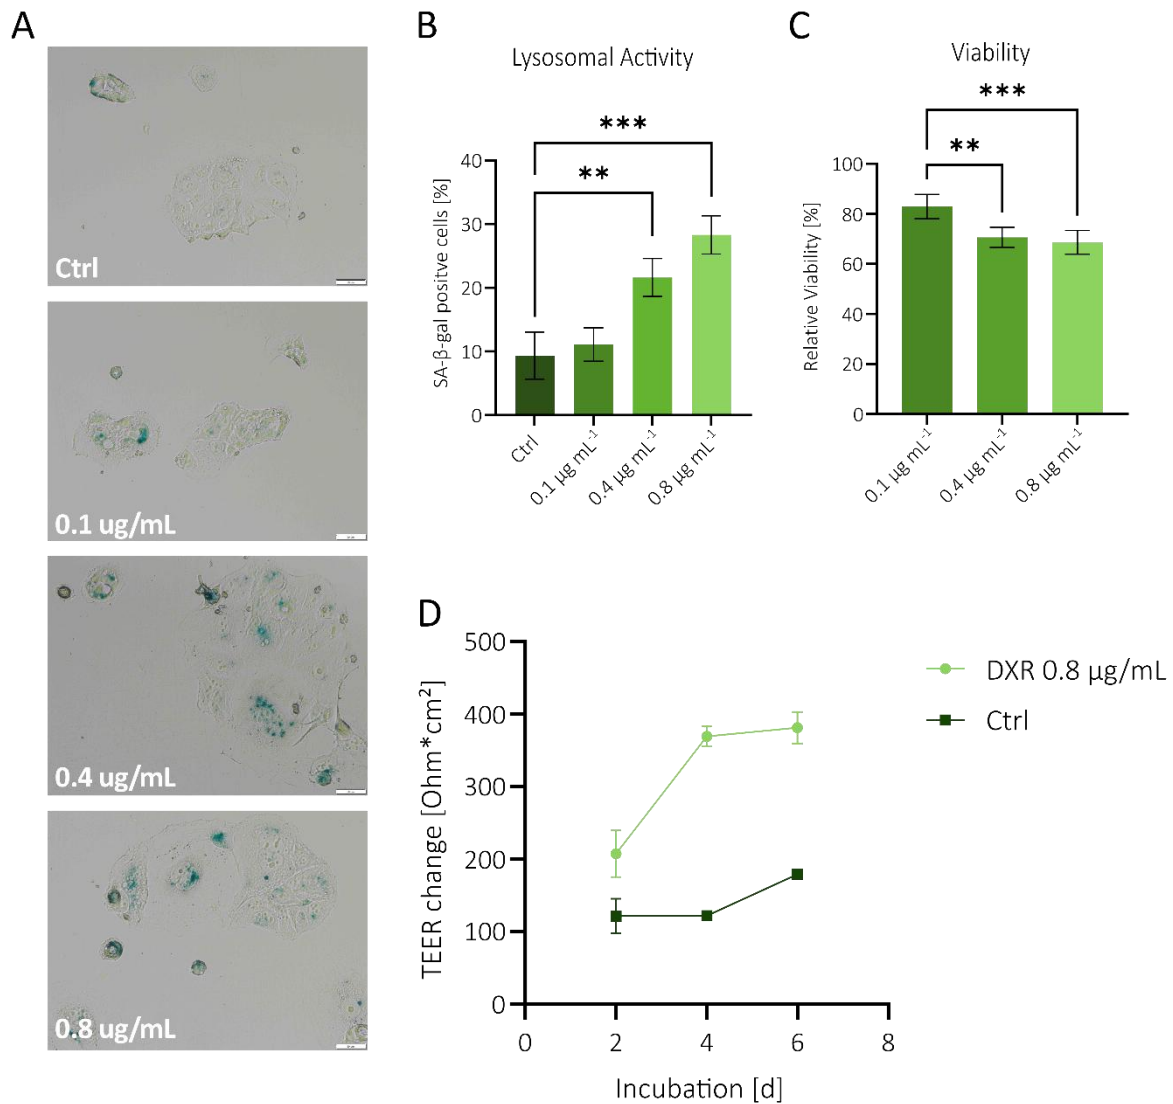 A
Ctrl
0.1 ug/mL
0.4 ug/mL
0.8 ug/mL
B
Lysosomal Activity
***
**
SA-β-gal positve cells [%]
40
30
20
10
0
Ctrl
0.1 µg mL⁻¹
0.4 µg mL⁻¹
0.8 µg mL⁻¹
C
Viability
***
**
Relative Viability [%]
100
80
60
40
20
0
0.1 µg mL⁻¹
0.4 µg mL⁻¹
0.8 µg mL⁻¹
D
TEER change [Ohm*cm²]
500
400
300
200
100
0
0
2
4
6
8
Incubation [d]
DXR 0.8 µg/mL
Ctrl